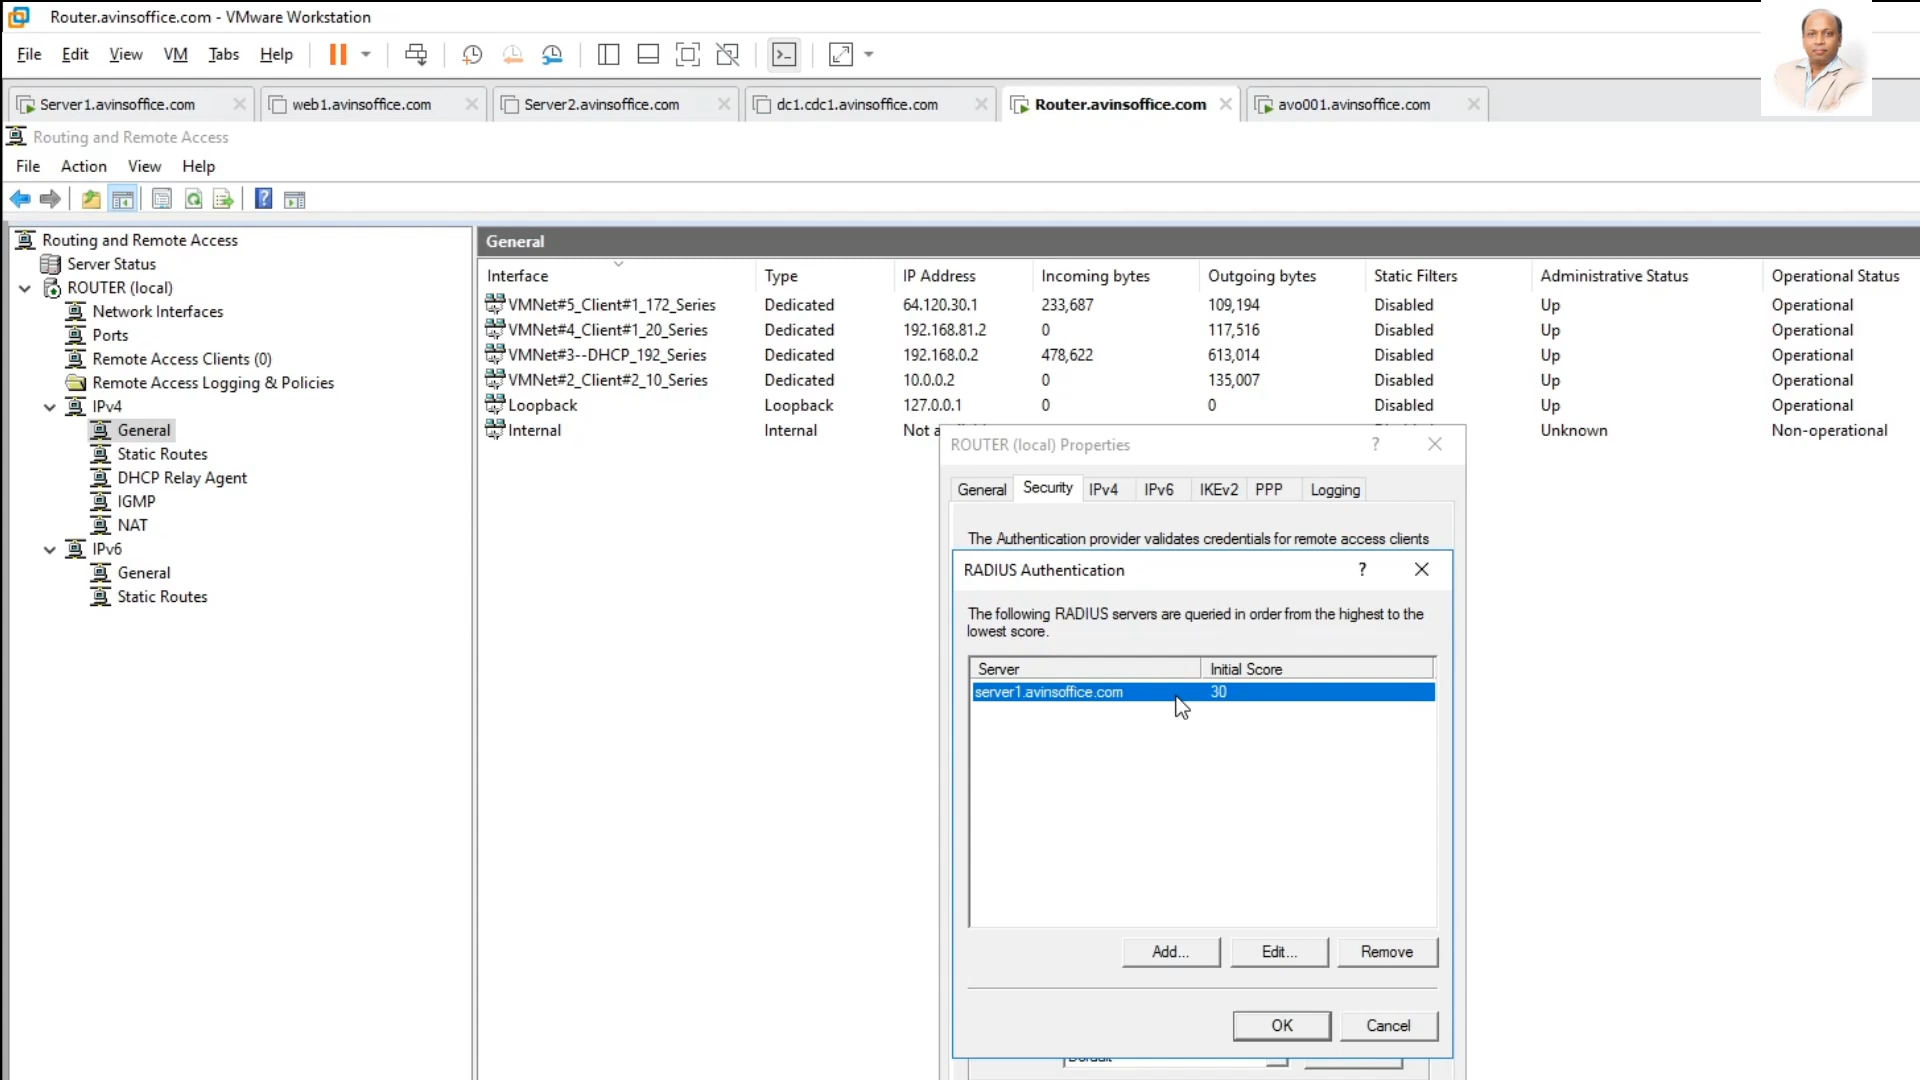 Router.avinsoffice.com - VMware Workstation
File Edit View VM Tabs Help
Server1.avinsoffice.com web1.avinsoffice.com Server2.avinsoffice.com dc1.cdc1.avinsoffice.com Router.avinsoffice.com avo001.avinsoffice.com
Routing and Remote Access
File Action View Help
Routing and Remote Access
Server Status
ROUTER (local)
Network Interfaces
Ports
Remote Access Clients (0)
Remote Access Logging & Policies
IPv4
General
Static Routes
DHCP Relay Agent
IGMP
NAT
IPv6
General
Static Routes
General
Interface Type IP Address Incoming bytes Outgoing bytes Static Filters Administrative Status Operational Status
VMNet#5_Client#1_172_Series Dedicated 64.120.30.1 233,687 109,194 Disabled Up Operational
VMNet#4_Client#1_20_Series Dedicated 192.168.81.2 0 117,516 Disabled Up Operational
VMNet#3--DHCP_192_Series Dedicated 192.168.0.2 478,622 613,014 Disabled Up Operational
VMNet#2_Client#2_10_Series Dedicated 10.0.0.2 0 135,007 Disabled Up Operational
Loopback Loopback 127.0.0.1 0 0 Disabled Up Operational
Internal Internal Not Unknown Non-operational
ROUTER (local) Properties
General Security IPv4 IPv6 IKEv2 PPP Logging
The Authentication provider validates credentials for remote access clients
RADIUS Authentication
The following RADIUS servers are queried in order from the highest to the
lowest score.
Server Initial Score
server1.avinsoffice.com 30
Add... Edit... Remove
OK Cancel